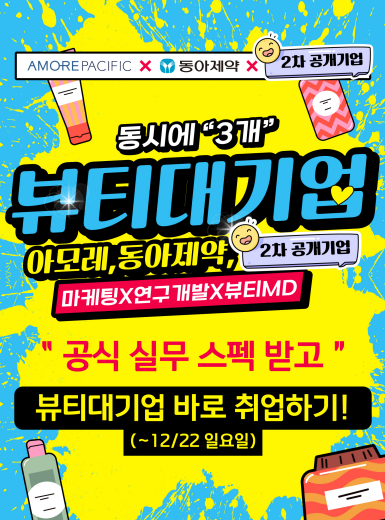 AMOREPACIFIC × 동아제약 × 2차 공개기업
동시에 “3개”
뷰티대기업
아모레, 동아제약, 2차 공개기업
마케팅X연구개발X뷰티MD
“ 공식 실무 스펙 받고 ”
뷰티대기업 바로 취업하기!
(~12/22 일요일)